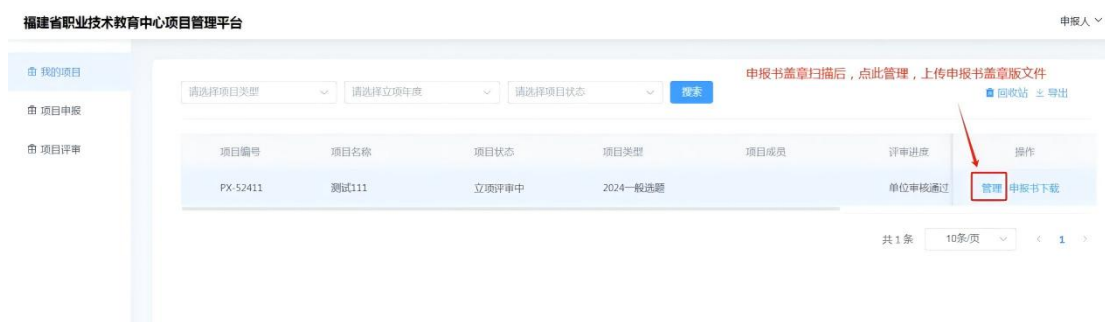 福建省职业技术教育中心项目管理平台
申报人
我的项目
项目申报
项目评审
申报书盖章扫描后，点此管理，上传申报书盖章版文件
请选择项目类型 请选择立项年度 请选择项目状态 搜索 回收站 导出
项目编号 项目名称 项目状态 项目类型 项目成员 评审进度 操作
PX-52411 测试111 立项评审中 2024一般选题 单位审核通过 管理 申报书下载
共 1 条 10条/页 < 1 >